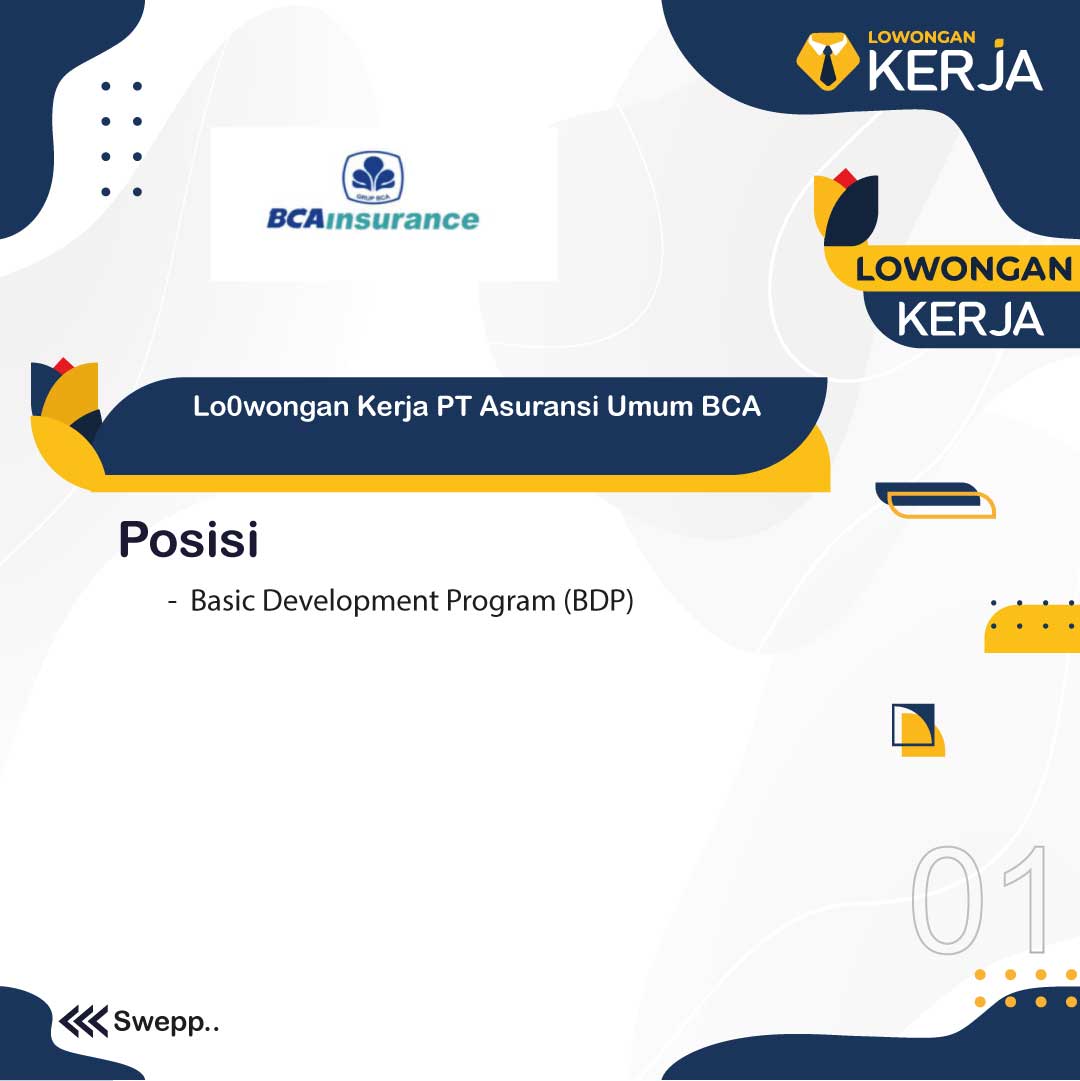 LOWONGAN
KERJA
GRUP BCA
BCAinsurance
LOWONGAN
KERJA
Lo0wongan Kerja PT Asuransi Umum BCA
Posisi
- Basic Development Program (BDP)
01
Swepp..